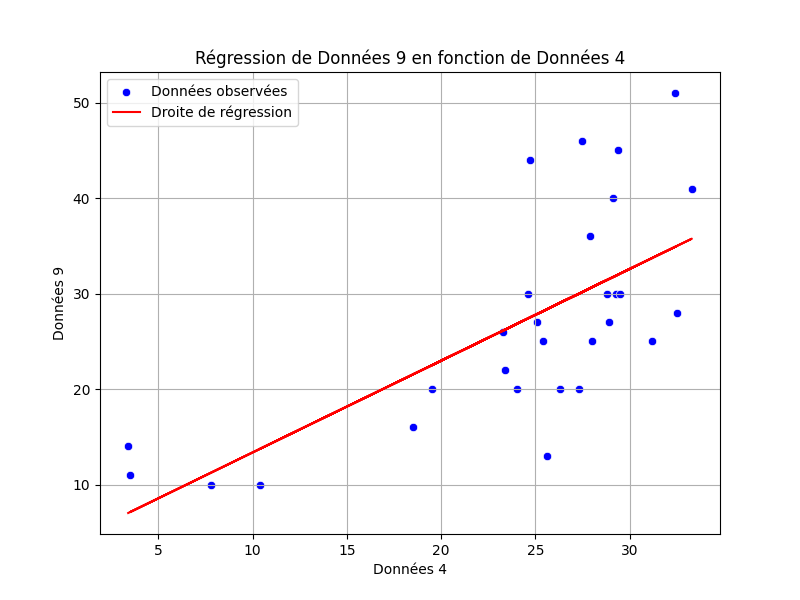 Régression de Données 9 en fonction de Données 4
Données observées
Droite de régression
50
40
30
20
10
Données 9
5 10 15 20 25 30
Données 4